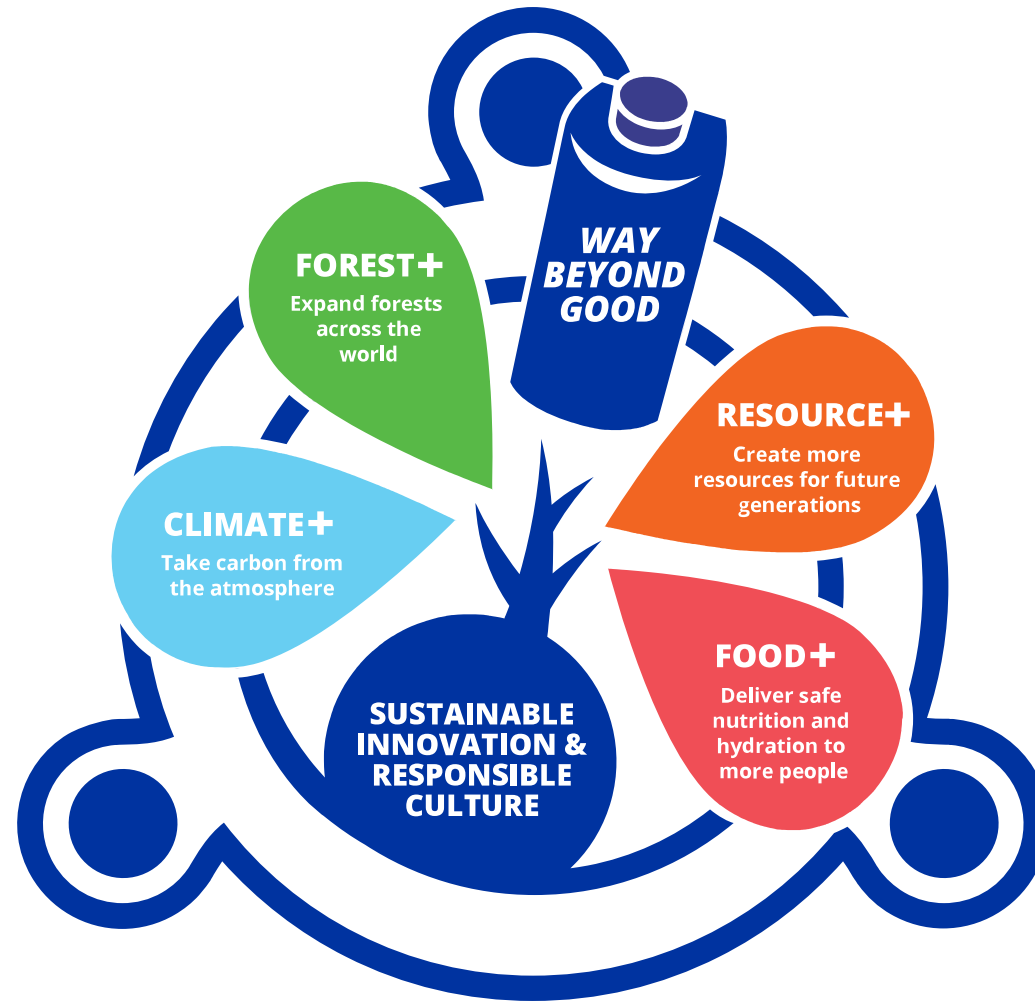 WAY
BEYOND
GOOD
FOREST+
Expand forests
across the
world
RESOURCE+
Create more
resources for future
generations
CLIMATE+
Take carbon from
the atmosphere
FOOD+
Deliver safe
nutrition and
hydration to
more people
SUSTAINABLE
INNOVATION &
RESPONSIBLE
CULTURE